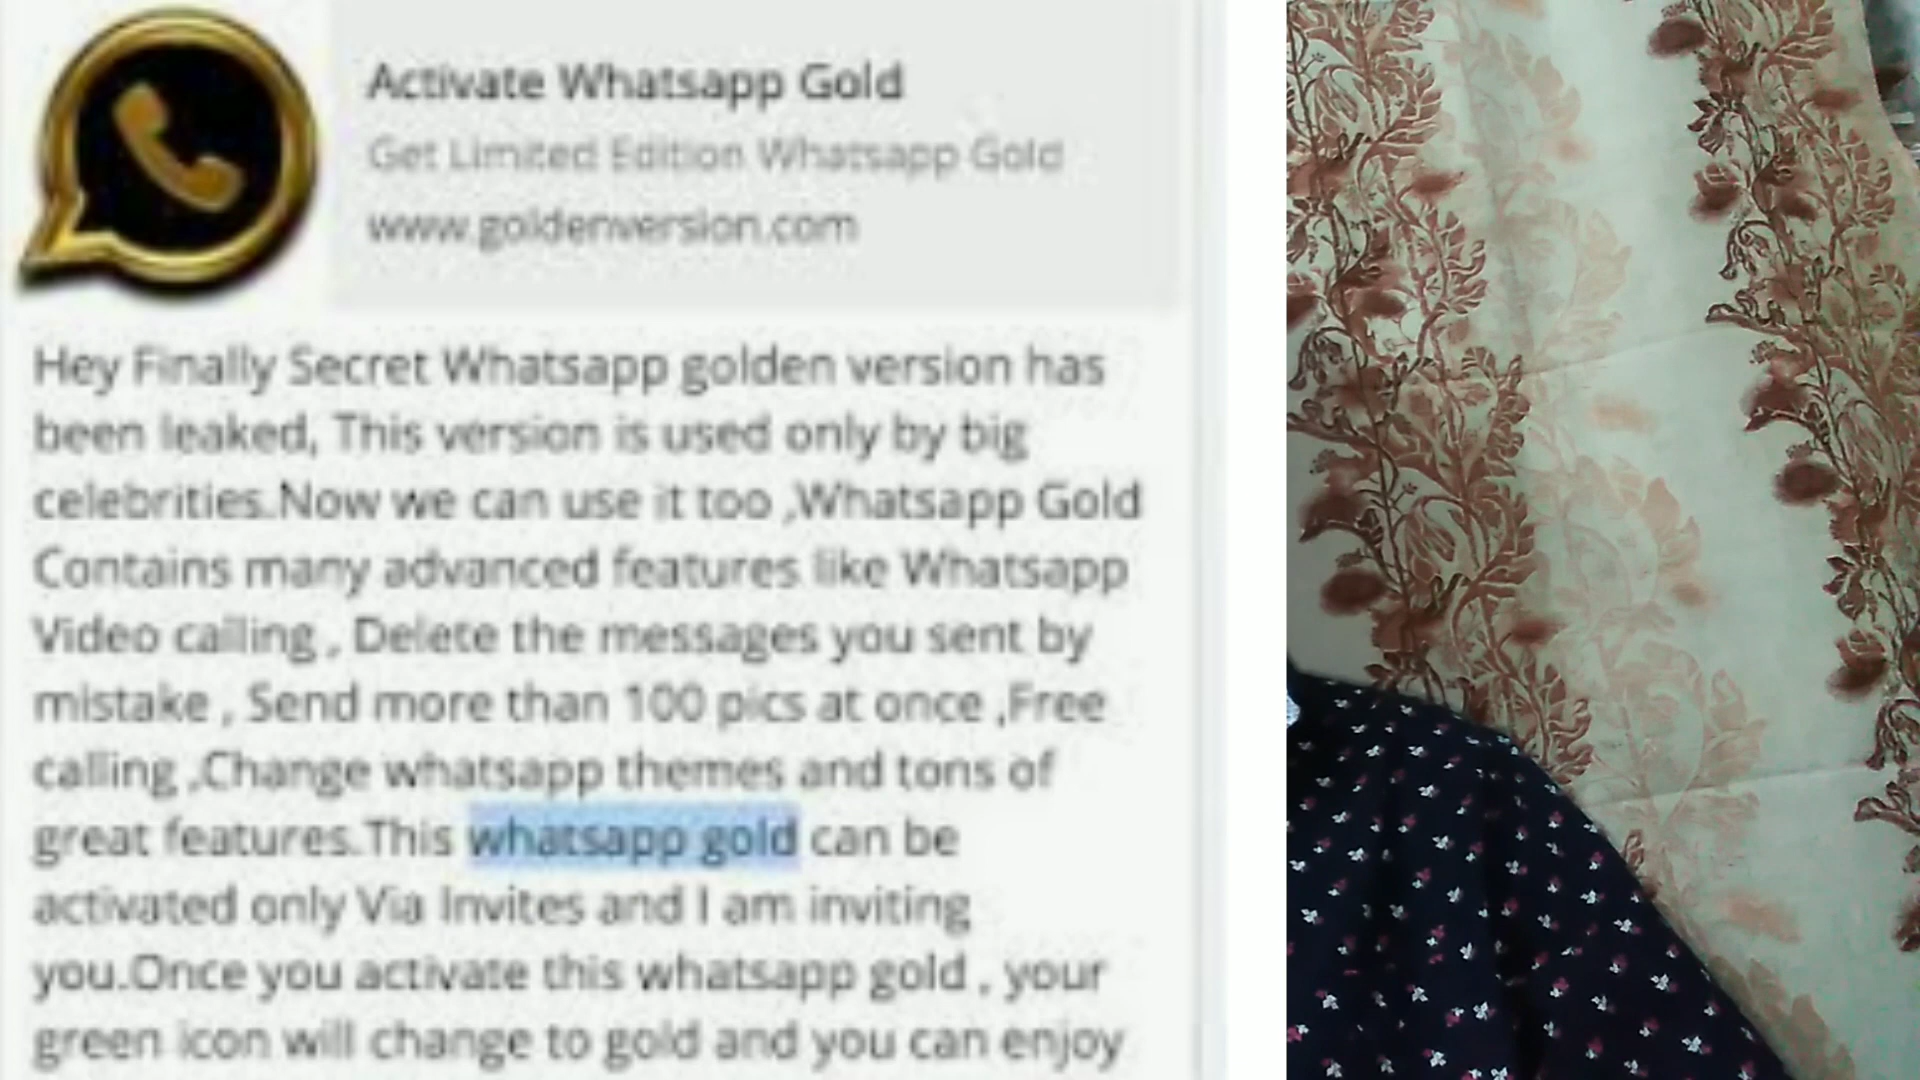 Activate Whatsapp Gold
Get Limited Edition Whatsapp Gold
www.goldenversion.com
Hey Finally Secret Whatsapp golden version has
been leaked, This version is used only by big
celebrities.Now we can use it too ,Whatsapp Gold
Contains many advanced features like Whatsapp
Video calling , Delete the messages you sent by
mistake , Send more than 100 pics at once ,Free
calling ,Change whatsapp themes and tons of
great features.This whatsapp gold can be
activated only Via Invites and I am inviting
you.Once you activate this whatsapp gold , your
green icon will change to gold and you can enjoy